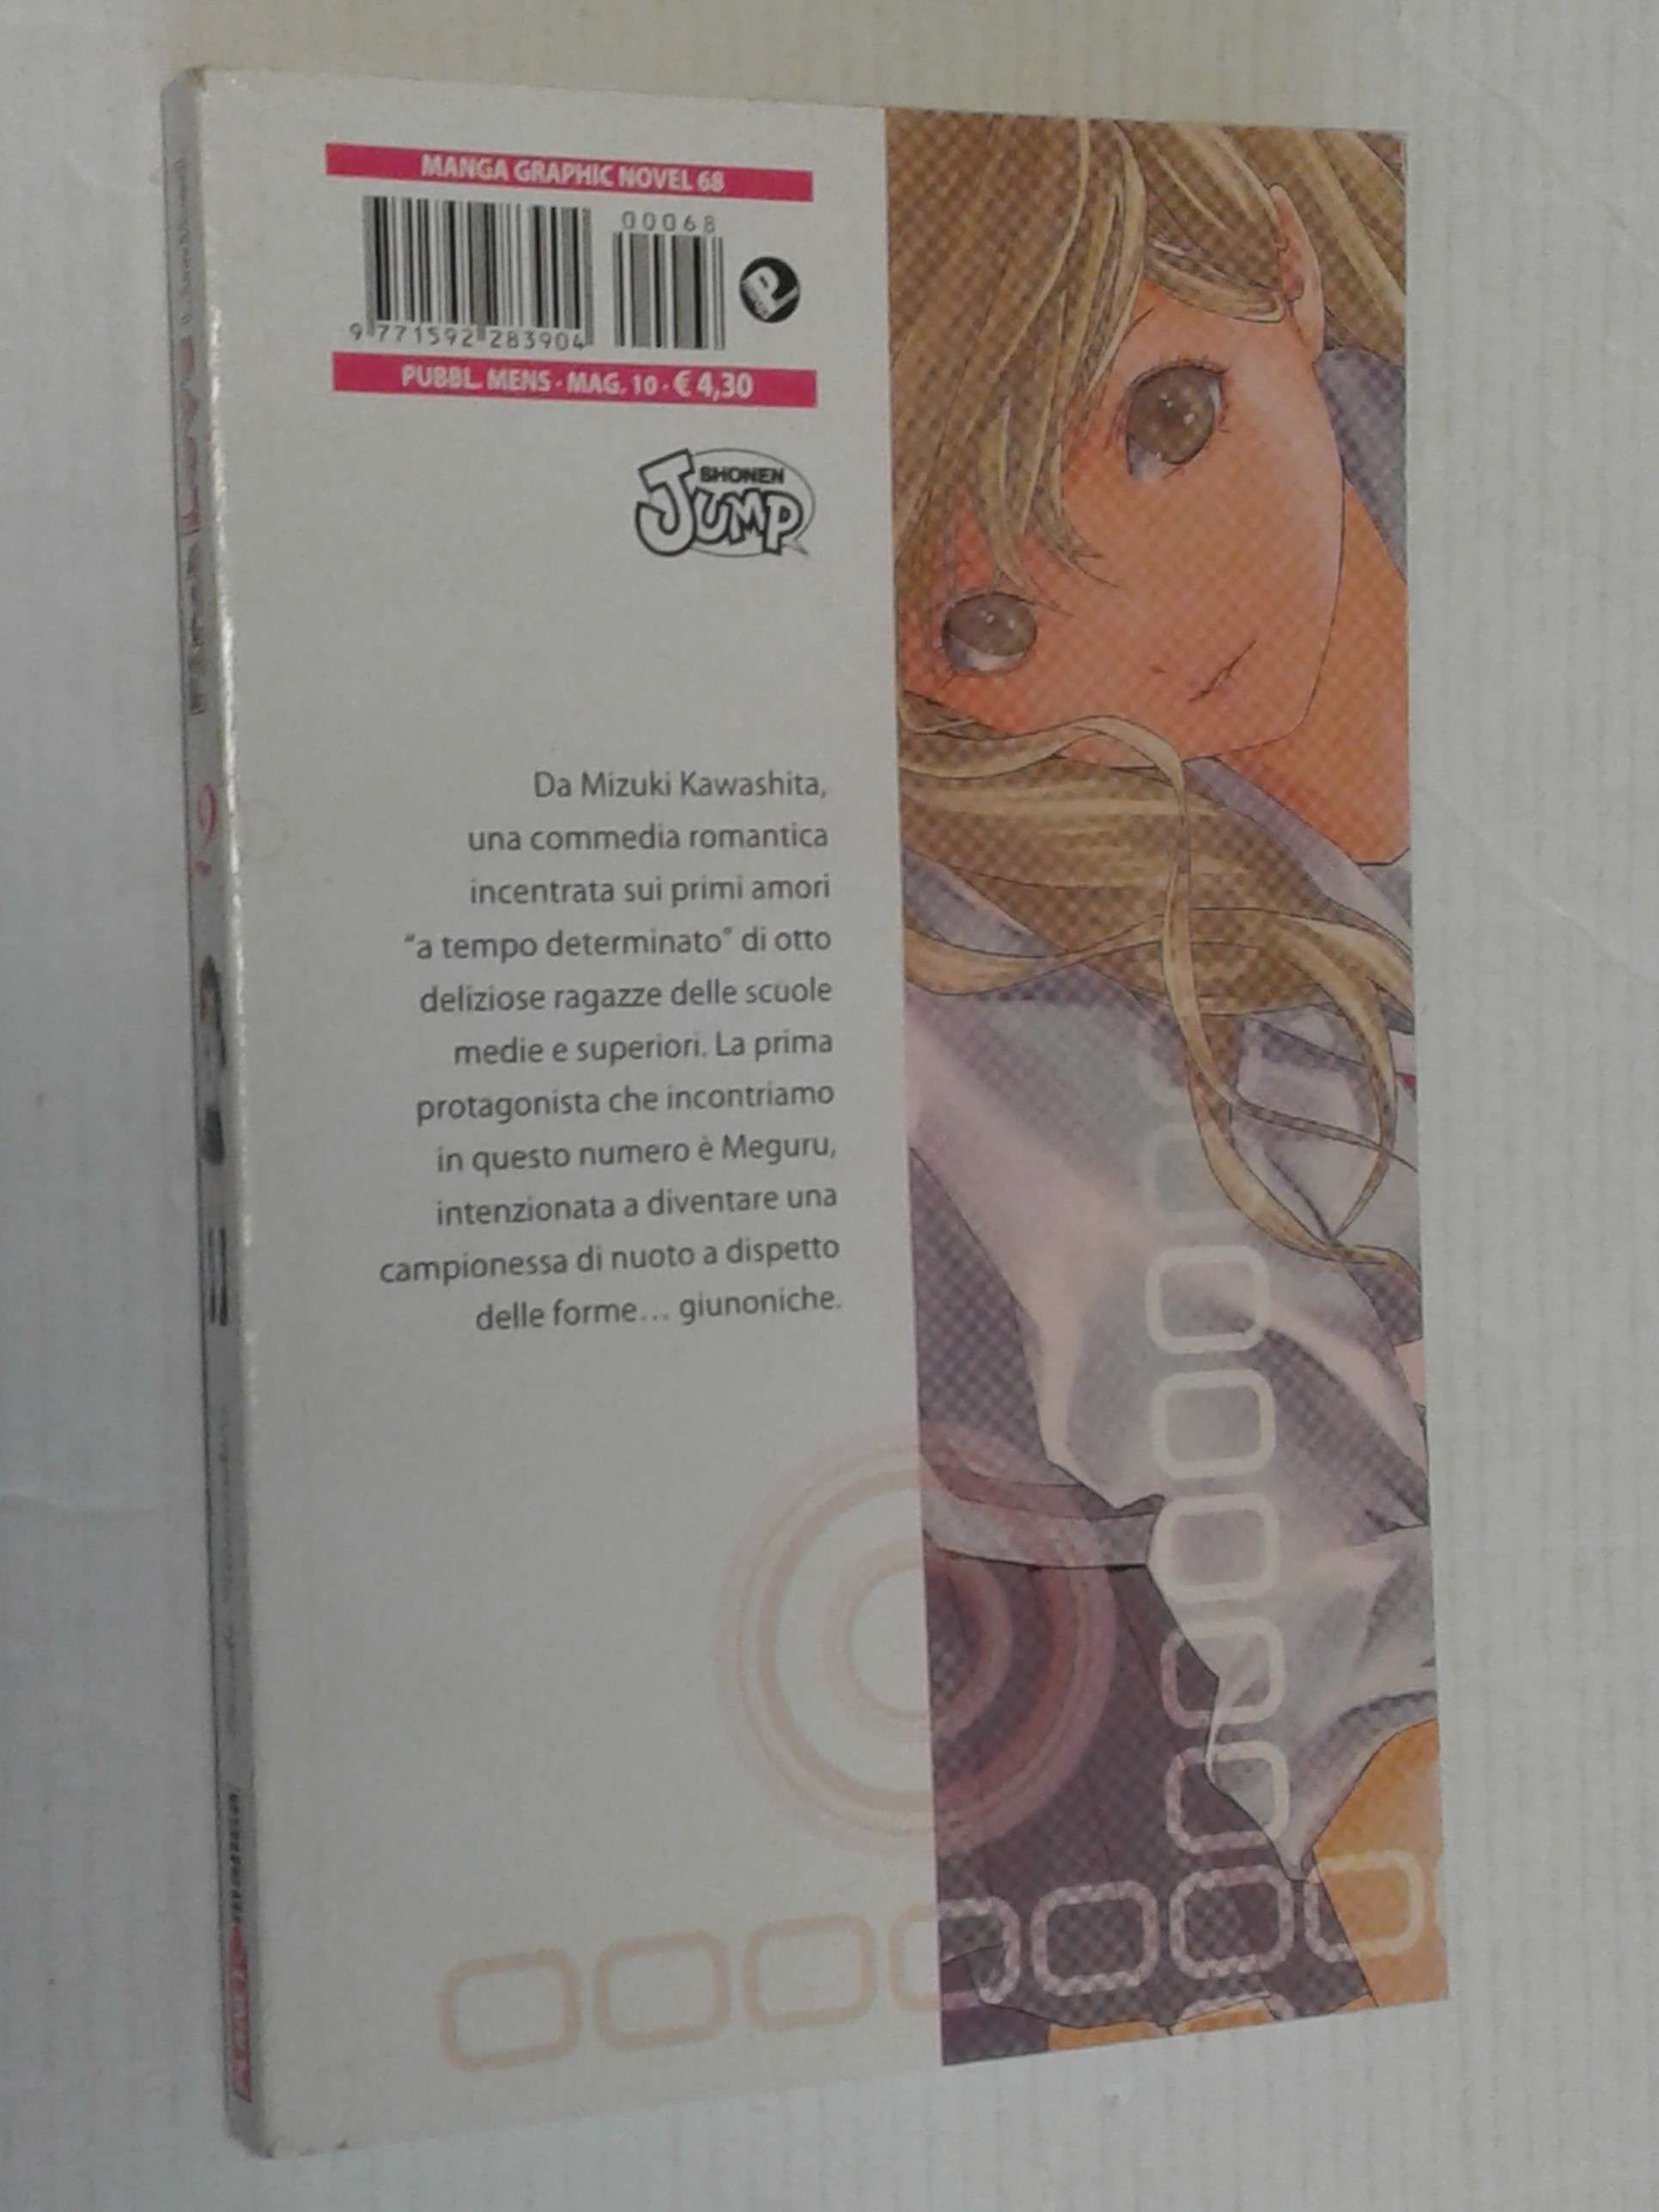 MANGA GRAPHIC NOVEL 68
00068
9 771592 283904
PUBBL. MENS · MAG. 10 · € 4,30
SHONEN
JUMP
Da Mizuki Kawashita,
una commedia romantica
incentrata sui primi amori
“a tempo determinato” di otto
deliziose ragazze delle scuole
medie e superiori. La prima
protagonista che incontriamo
in questo numero è Meguru,
intenzionata a diventare una
campionessa di nuoto a dispetto
delle forme... giunoniche.
2